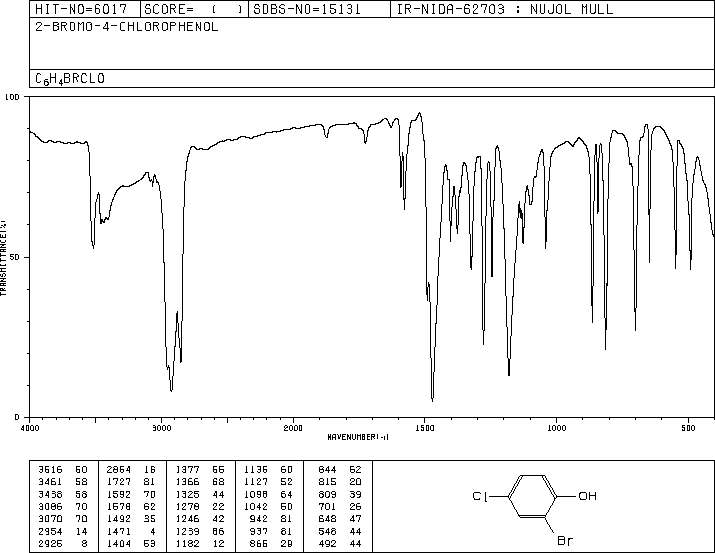 HIT-NO=6017 SCORE= ( ) SDBS-NO=15131 IR-NIDA-62703 : NUJOL MULL
2-BROMO-4-CHLOROPHENOL
C6H4BRCLO
100
50
0
TRANSMITTANCE(%)
4000 3000 2000 1500 1000 500
WAVENUMBER(-1)
3516 60 2854 16 1377 55 1136 60 844 62
3461 58 1727 81 1366 68 1127 52 815 20
3438 58 1592 70 1325 44 1098 64 809 39
3086 70 1578 62 1278 22 1042 50 701 26
3070 70 1492 35 1246 42 942 81 648 47
2954 14 1471 4 1239 86 937 81 548 44
2925 8 1404 53 1182 12 866 29 492 44
Cl
OH
Br